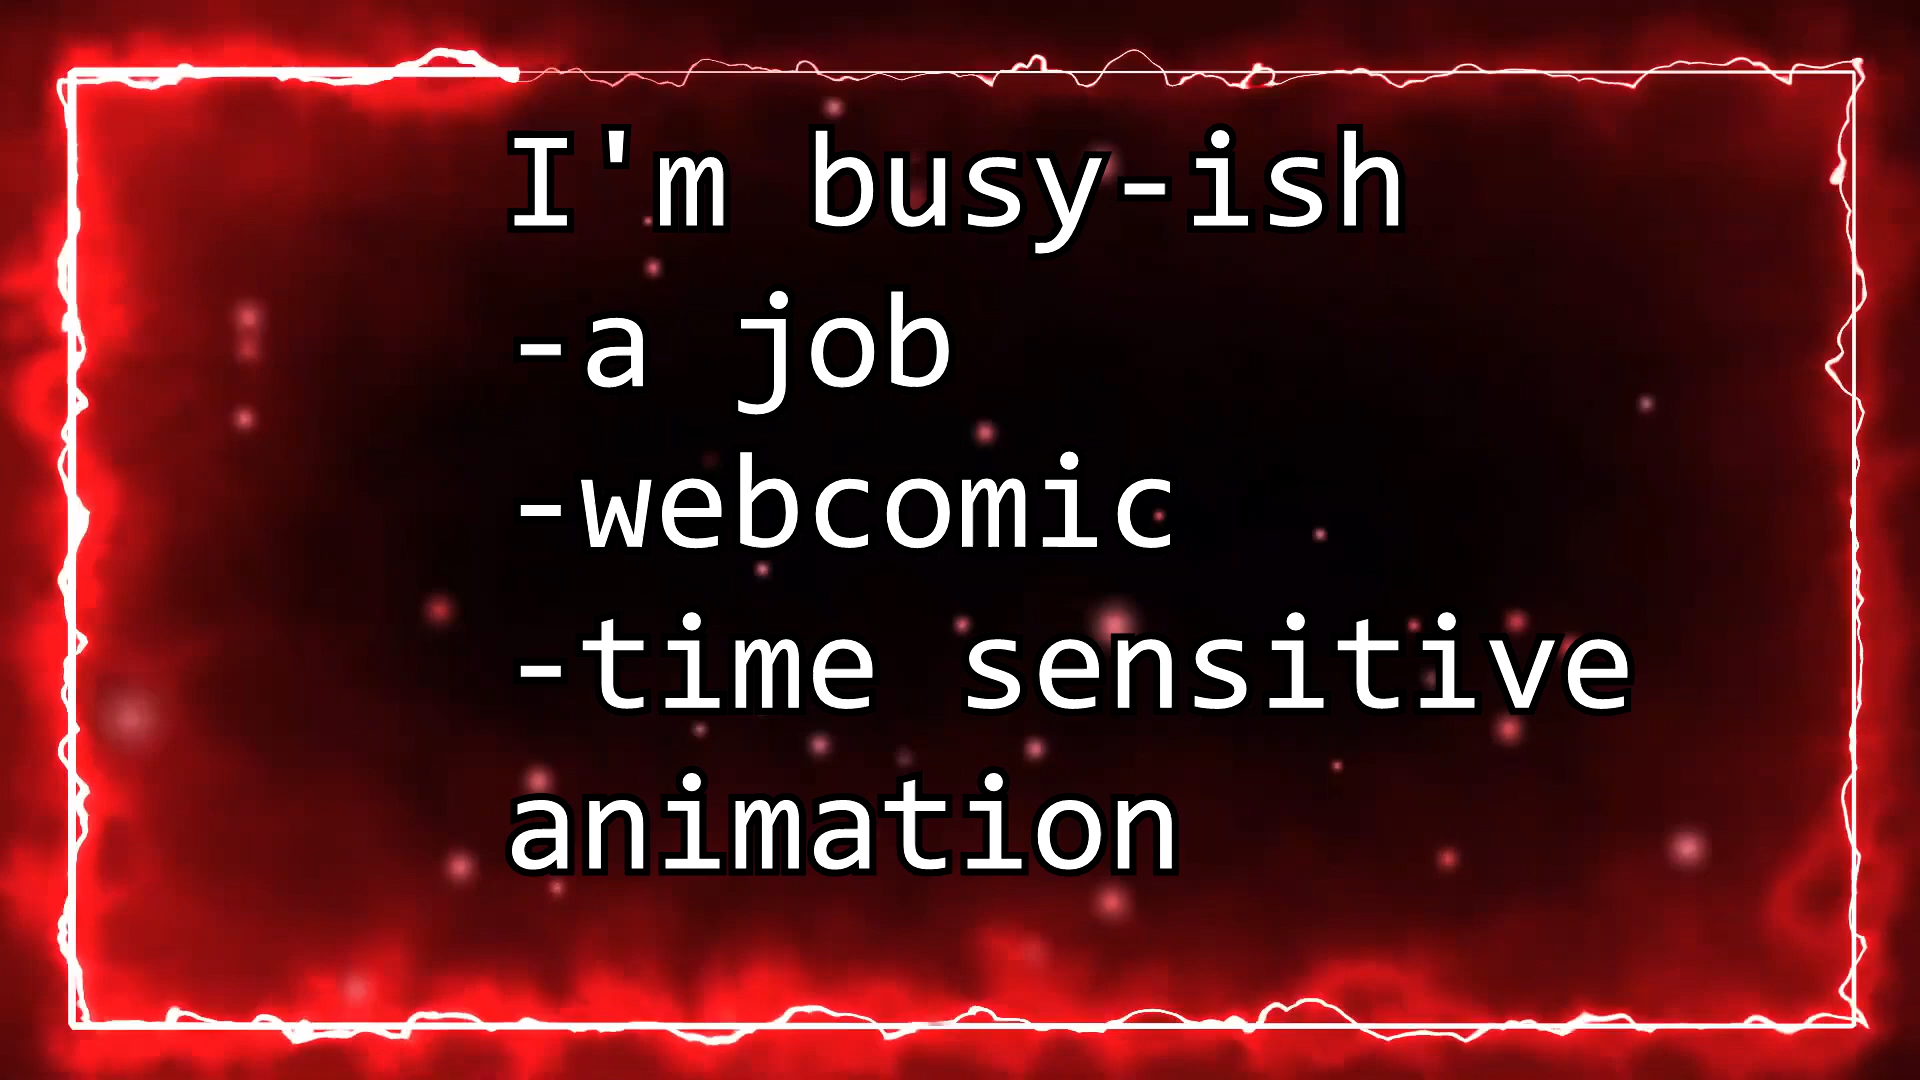 I'm busy-ish
-a job
-webcomic
-time sensitive
animation